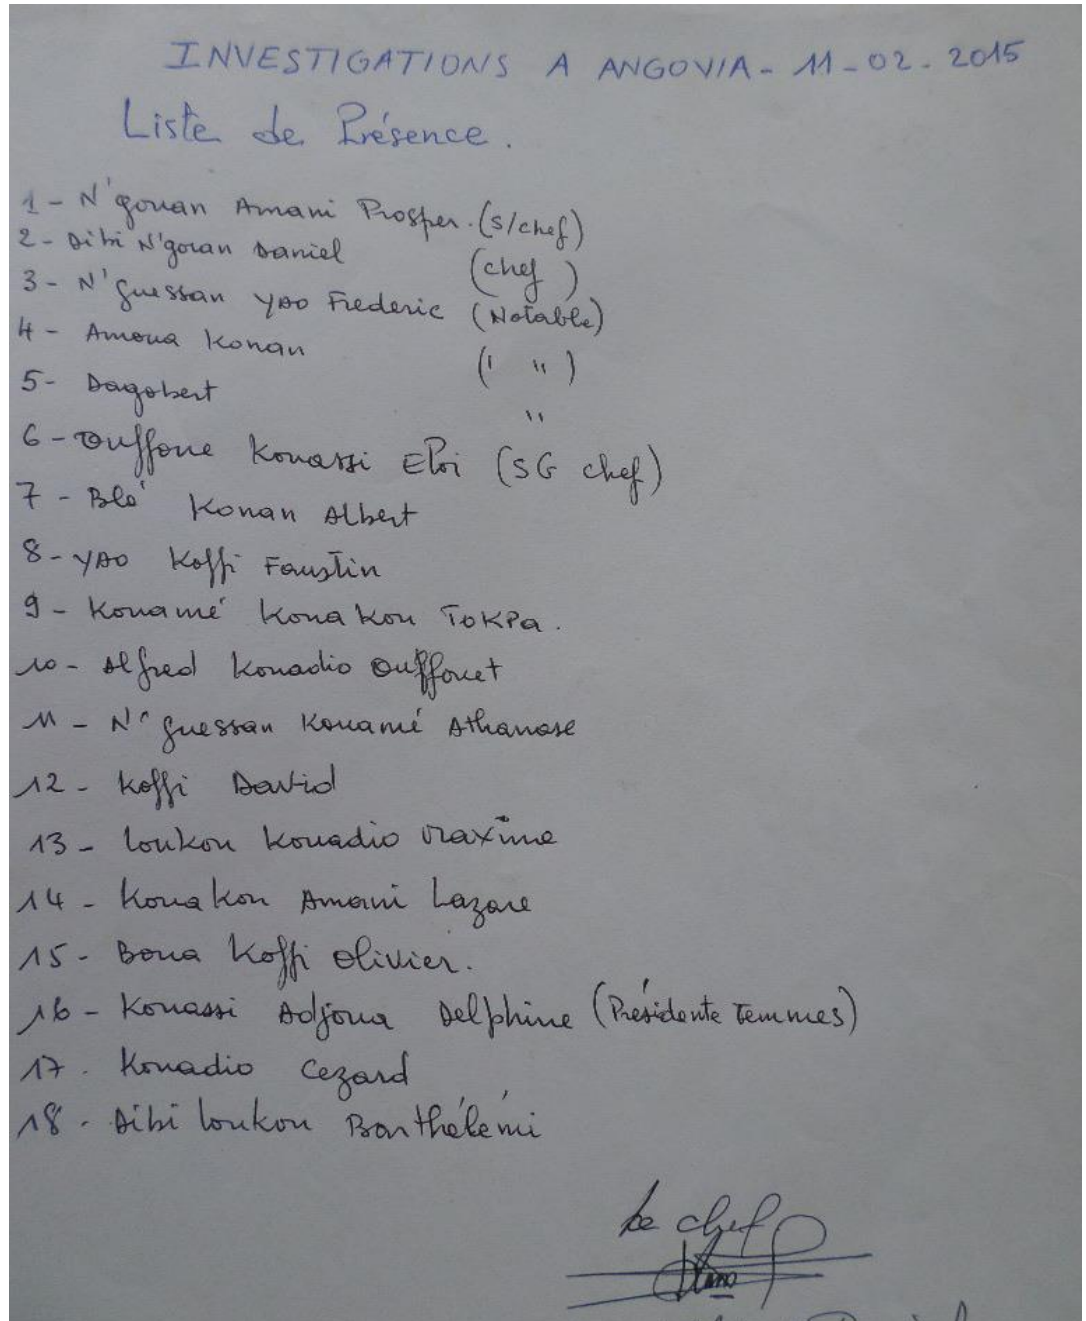 INVESTIGATIONS A ANGOVIA - 11-02-2015
Liste de Présence.
1- N'gouan Amani Prosper. (s/chef)
2- Dibi N'goran Daniel (chef)
3- N'guessan YAO Frederic (Notable)
4- Amoua Konan (' ")
5- Dagobert "
6- Ouffoue Kouassi Eloi (SG chef)
7- Blé Konan Albert
8- YAO Koffi Faustin
9- Kouamé Kouakou TOKPa.
10- Alfred Kouadio Ouffouet
11- N'guessan Kouamé Athanase
12- Koffi David
13- Loukou Kouadio Maxime
14- Kouakou Amani Lazare
15- Boua Koffi Olivier.
16- Kouassi Adjoua Delphine (Présidente Femmes)
17. Kouadio Cezard
18. Dibi Loukou Barthélémi
Le chef